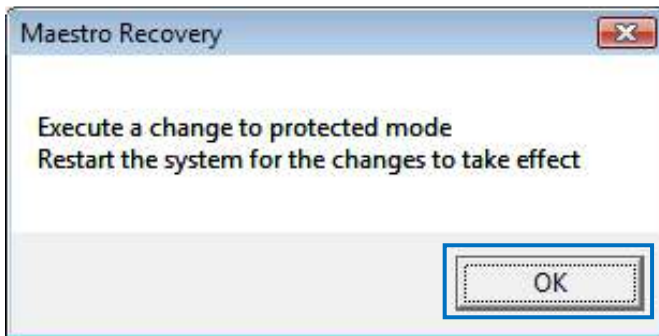 Maestro Recovery
Execute a change to protected mode
Restart the system for the changes to take effect
OK